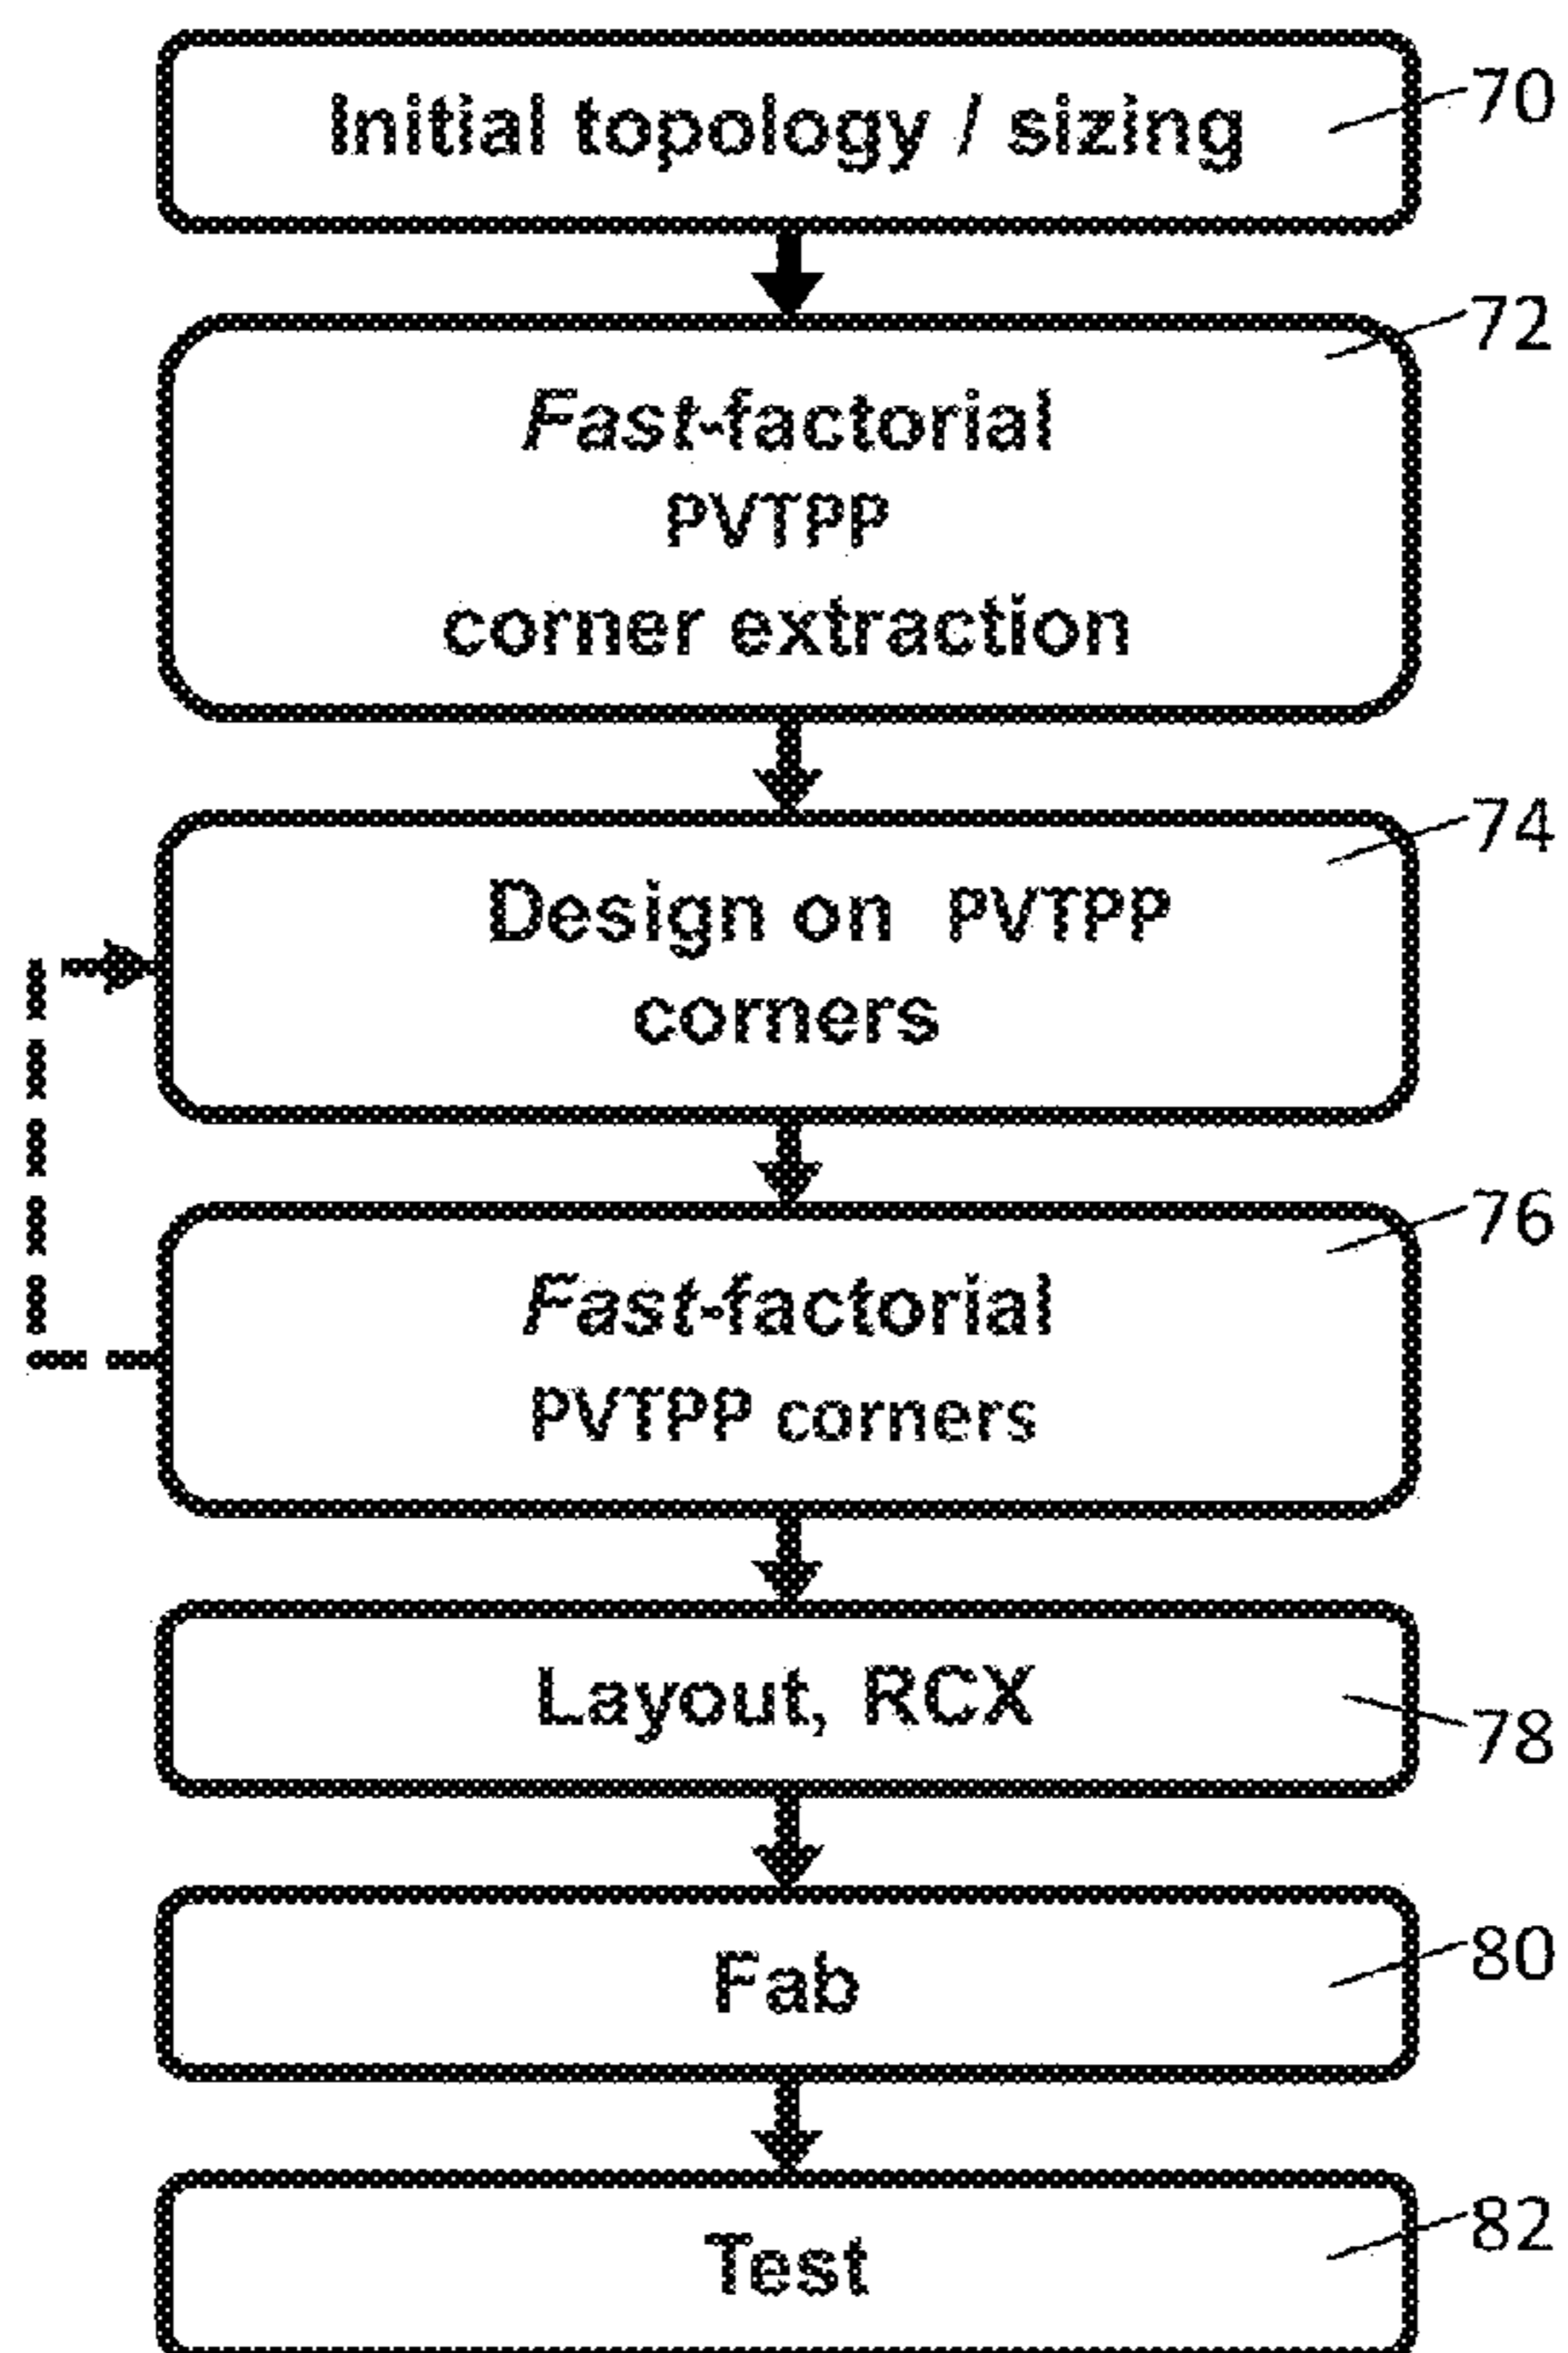 Initial topology / sizing
70
72
Fast-factorial
PVTPP
corner extraction
74
Design on PVTPP
corners
76
Fast-factorial
PVTPP corners
Layout, RCX
78
Fab
80
Test
82